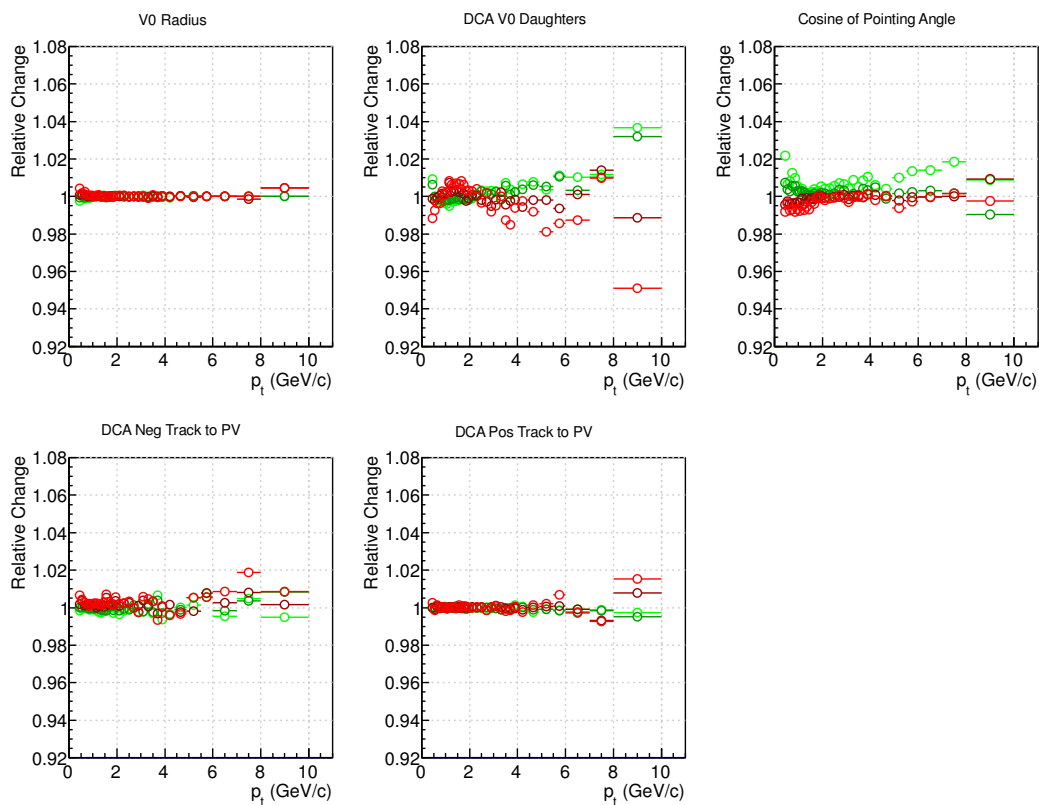 V0 Radius
Relative Change
1.08
1.06
1.04
1.02
1
0.98
0.96
0.94
0.92
0 2 4 6 8 10
p_t (GeV/c)
DCA V0 Daughters
Relative Change
1.08
1.06
1.04
1.02
1
0.98
0.96
0.94
0.92
0 2 4 6 8 10
p_t (GeV/c)
Cosine of Pointing Angle
Relative Change
1.08
1.06
1.04
1.02
1
0.98
0.96
0.94
0.92
0 2 4 6 8 10
p_t (GeV/c)
DCA Neg Track to PV
Relative Change
1.08
1.06
1.04
1.02
1
0.98
0.96
0.94
0.92
0 2 4 6 8 10
p_t (GeV/c)
DCA Pos Track to PV
Relative Change
1.08
1.06
1.04
1.02
1
0.98
0.96
0.94
0.92
0 2 4 6 8 10
p_t (GeV/c)